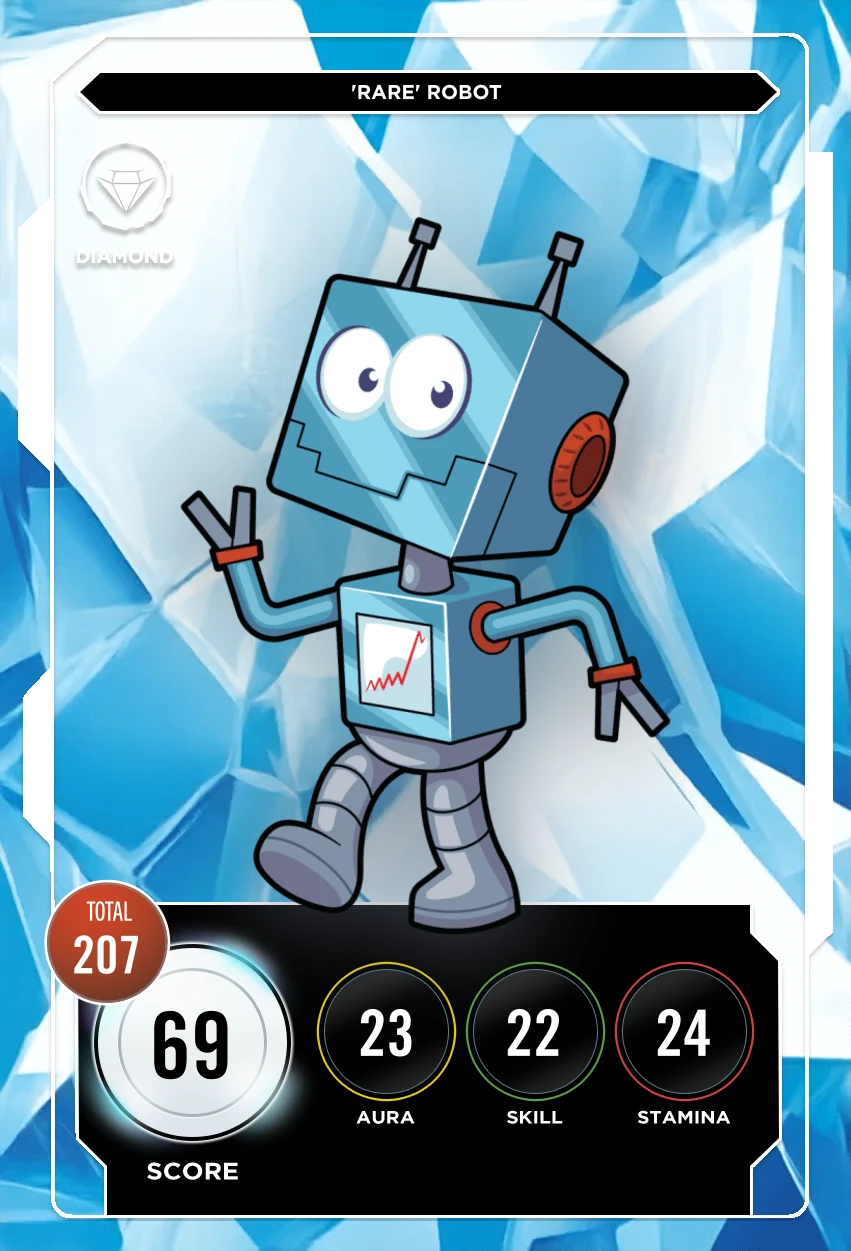 'RARE' ROBOT
DIAMOND
TOTAL
207
69
SCORE
23
AURA
22
SKILL
24
STAMINA